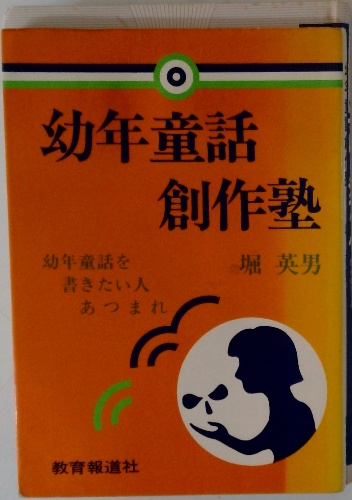 幼年童話
創作塾
幼年童話を
書きたい人
あつまれ
堀 英男
教育報道社